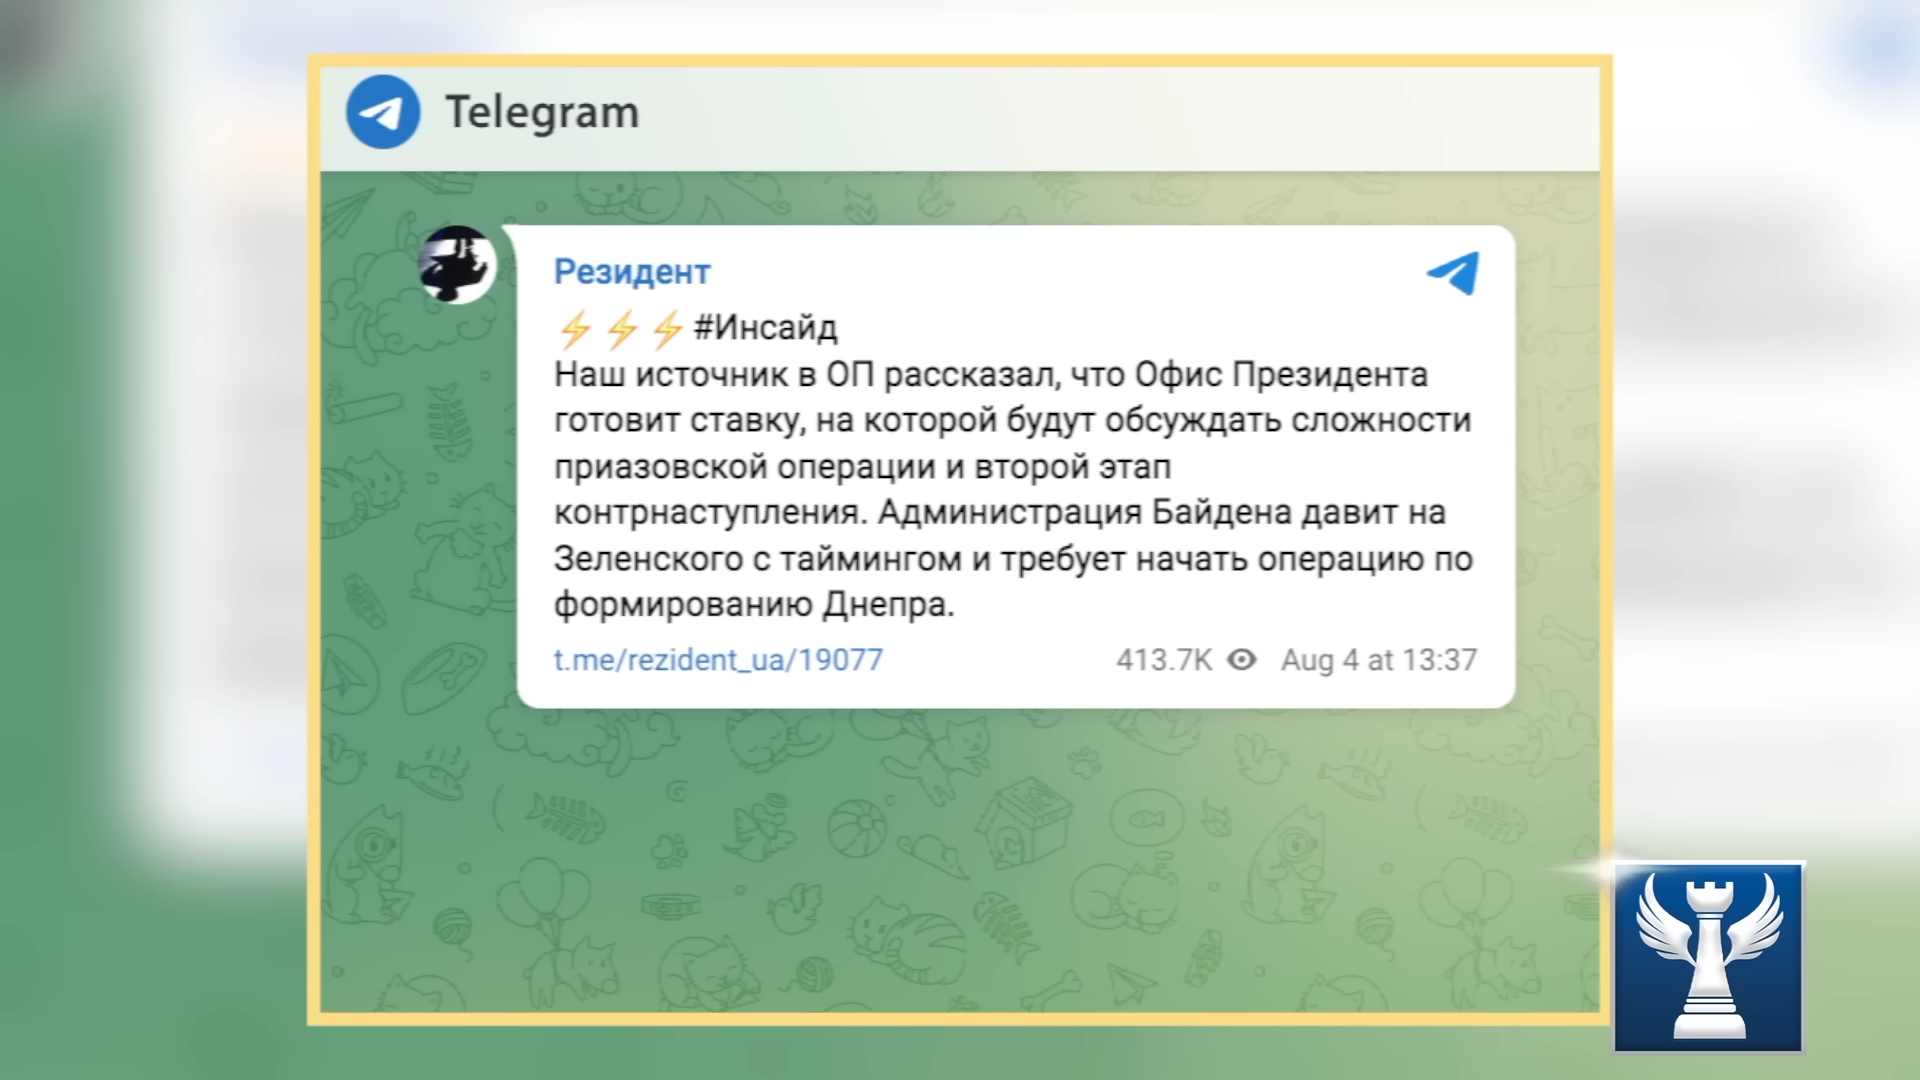 Telegram
Резидент
⚡⚡⚡#Инсайд
Наш источник в ОП рассказал, что Офис Президента
готовит ставку, на которой будут обсуждать сложности
приазовской операции и второй этап
контрнаступления. Администрация Байдена давит на
Зеленского с таймингом и требует начать операцию по
формированию Днепра.
t.me/rezident_ua/19077 413.7K Aug 4 at 13:37